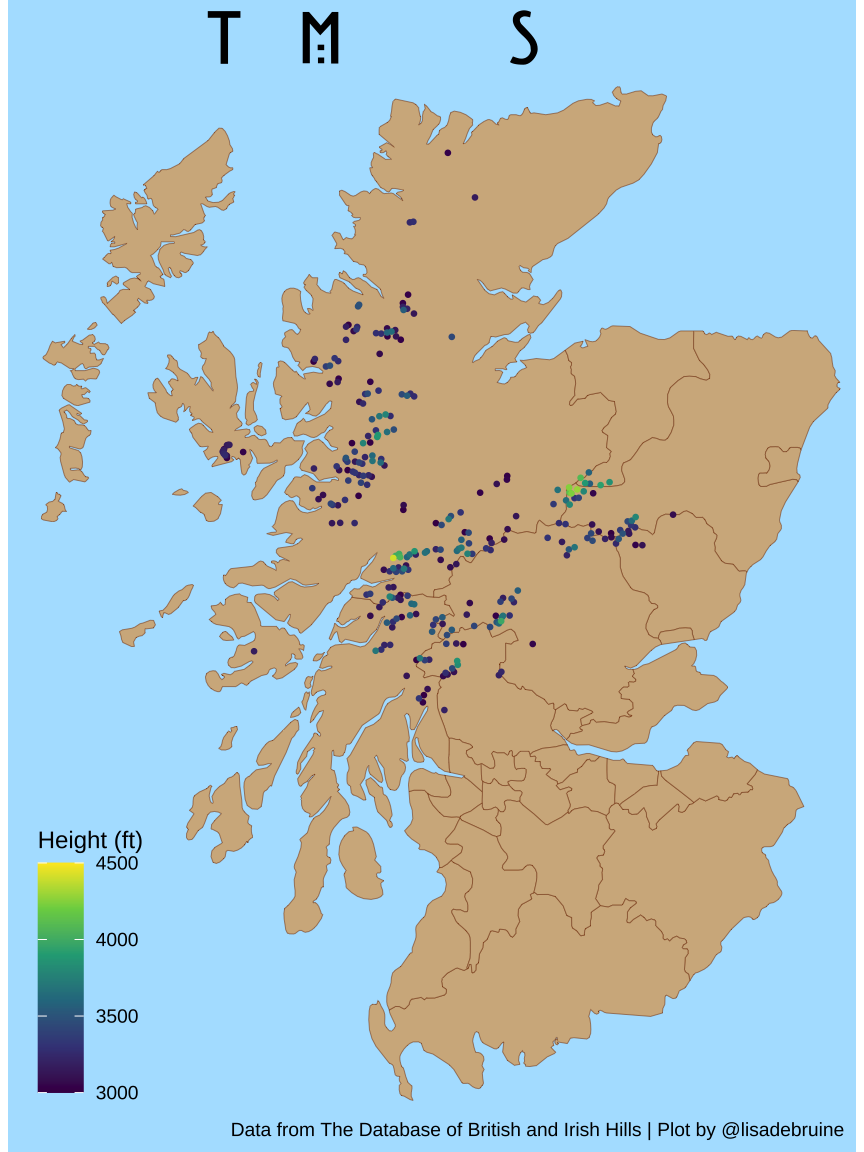 T M S
Height (ft)
4500
4000
3500
3000
Data from The Database of British and Irish Hills | Plot by @lisadebruine